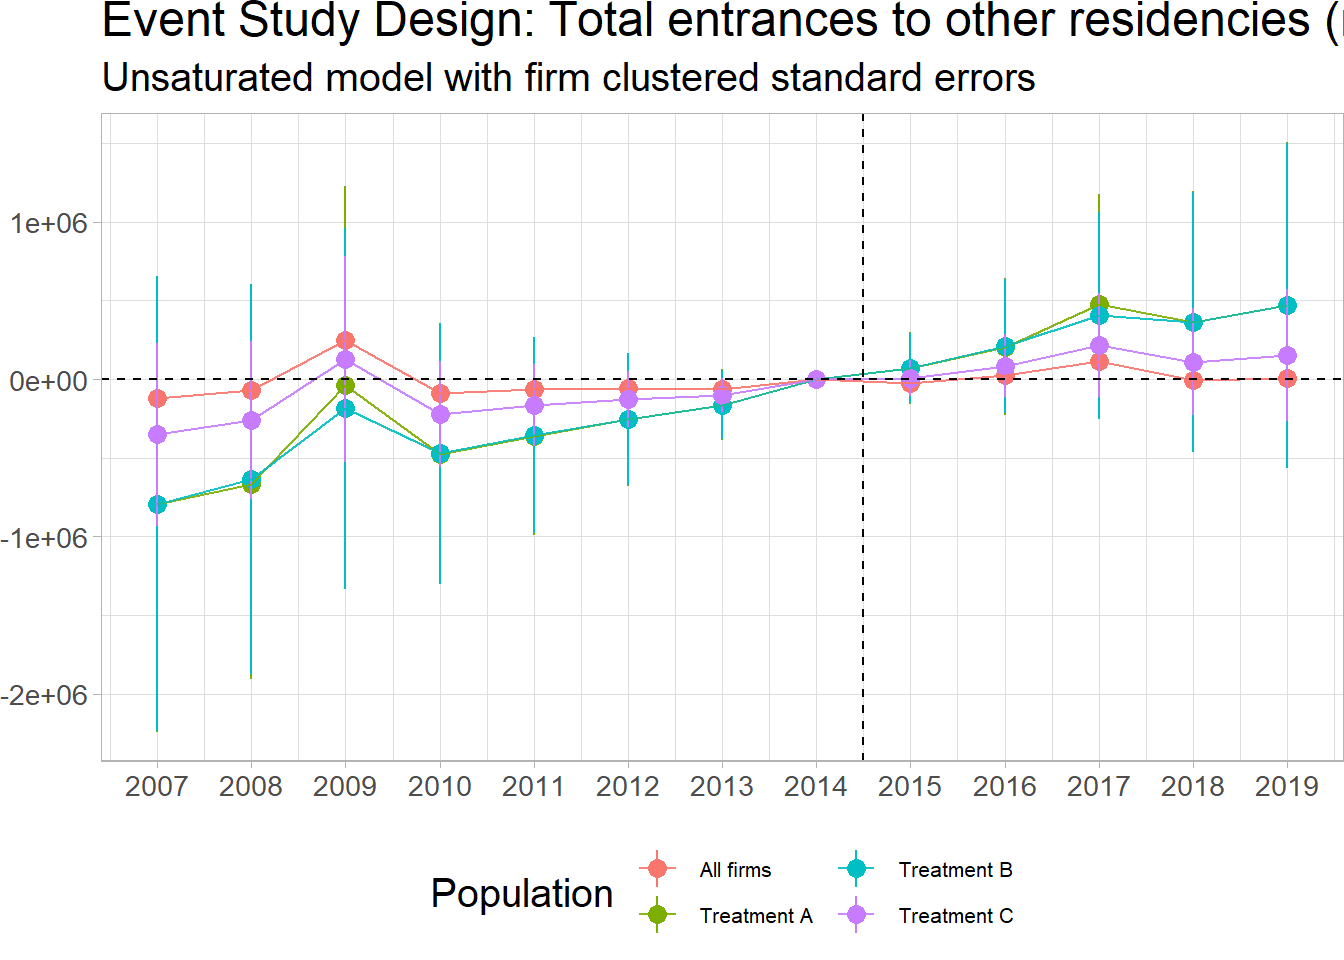 Event Study Design: Total entrances to other residencies (
Unsaturated model with firm clustered standard errors
1e+06
0e+00
-1e+06
-2e+06
2007 2008 2009 2010 2011 2012 2013 2014 2015 2016 2017 2018 2019
Population
All firms
Treatment A
Treatment B
Treatment C